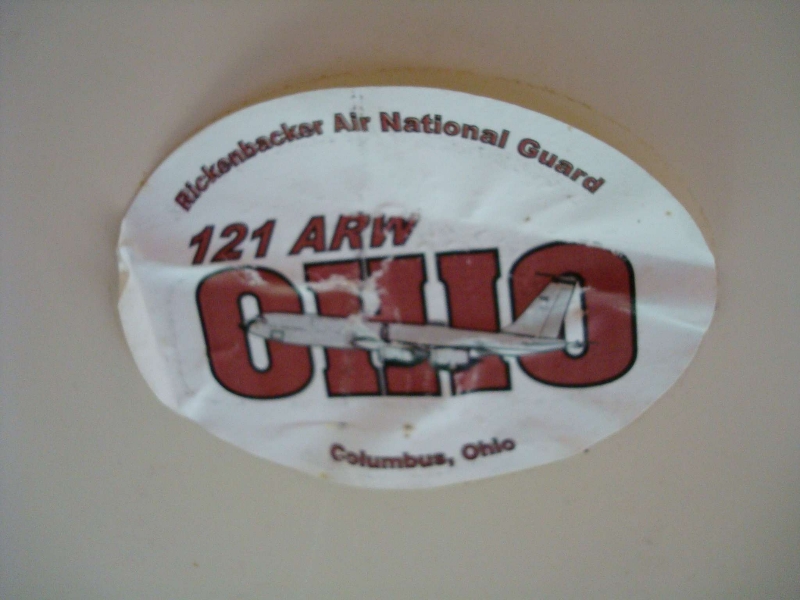 Rickenbacker Air National Guard
121 ARW
OHIO
Columbus, Ohio